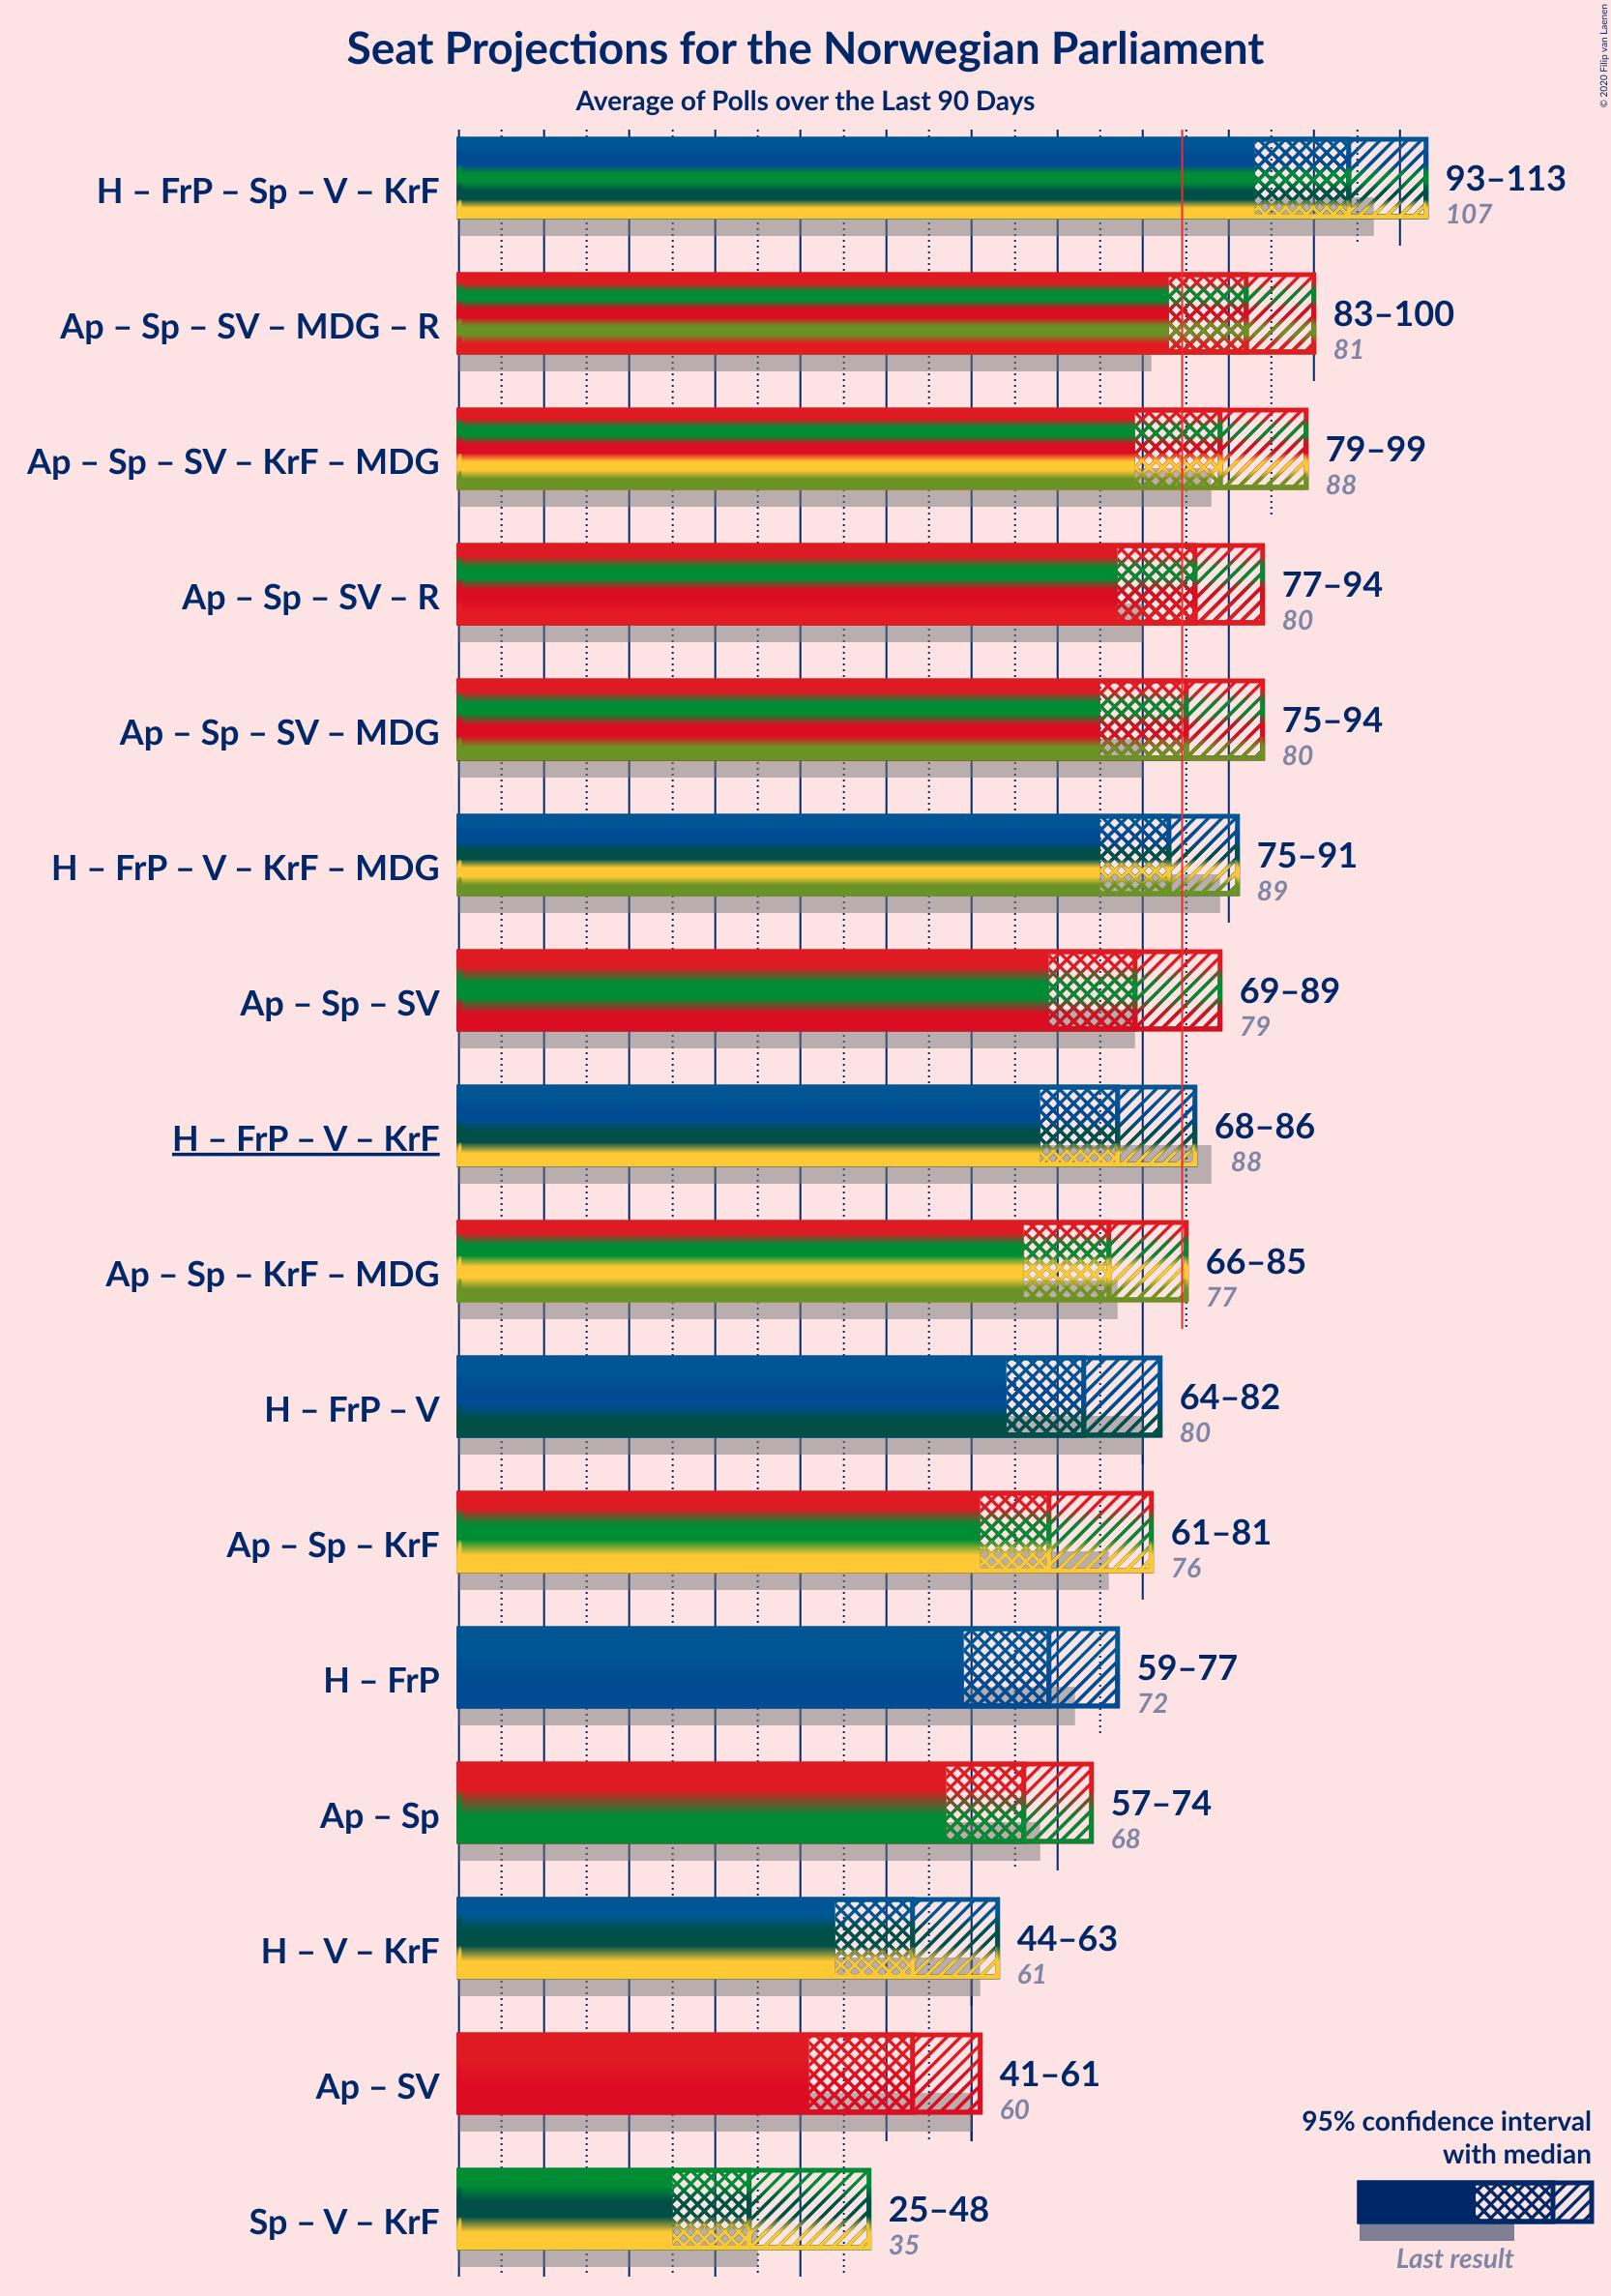 © 2020 Filip van Laenen
Seat Projections for the Norwegian Parliament
Average of Polls over the Last 90 Days
H – FrP – Sp – V – KrF
93–113
107
Ap – Sp – SV – MDG – R
83–100
81
Ap – Sp – SV – KrF – MDG
79–99
88
Ap – Sp – SV – R
77–94
80
Ap – Sp – SV – MDG
75–94
80
H – FrP – V – KrF – MDG
75–91
89
Ap – Sp – SV
69–89
79
H – FrP – V – KrF
68–86
88
Ap – Sp – KrF – MDG
66–85
77
H – FrP – V
64–82
80
Ap – Sp – KrF
61–81
76
H – FrP
59–77
72
Ap – Sp
57–74
68
H – V – KrF
44–63
61
Ap – SV
41–61
60
Sp – V – KrF
25–48
35
95% confidence interval
with median
Last result